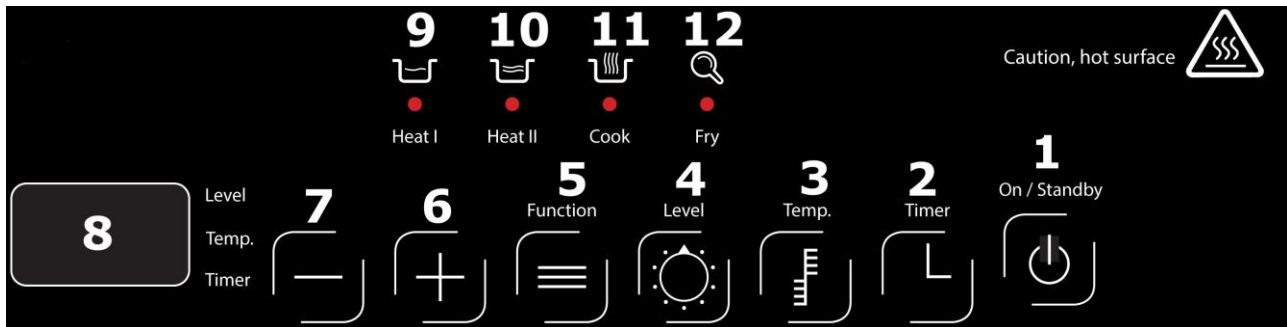 9 10 11 12
Caution, hot surface
Heat I Heat II Cook Fry
1
5 4 3 2
On / Standby
Level
7 6
Function Level Temp. Timer
8
Temp.
Timer